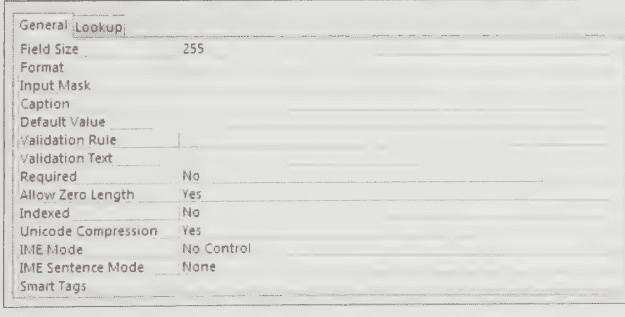 General Lookup
Field Size 255
Format
Input Mask
Caption
Default Value
Validation Rule
Validation Text
Required No
Allow Zero Length Yes
Indexed No
Unicode Compression Yes
IME Mode No Control
IME Sentence Mode None
Smart Tags